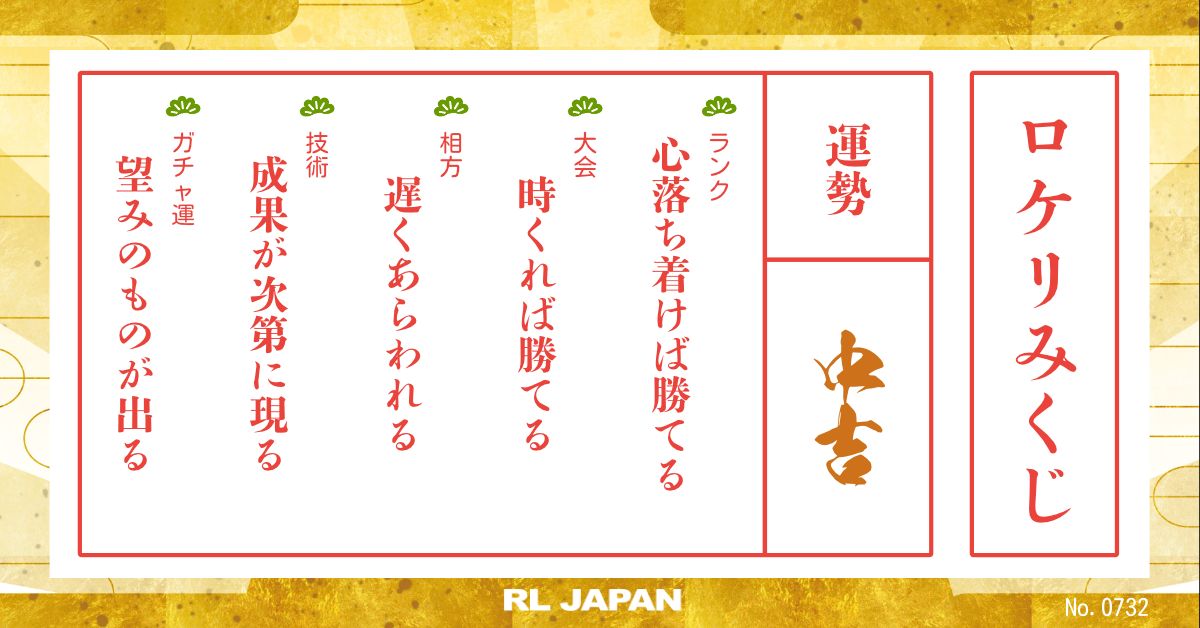 ロケリみくじ
運勢
中吉
ランク
心落ち着けば勝てる
大会
時くれば勝てる
相方
遅くあらわれる
技術
成果が次第に現る
ガチャ運
望みのものが出る
RL JAPAN
No. 0732